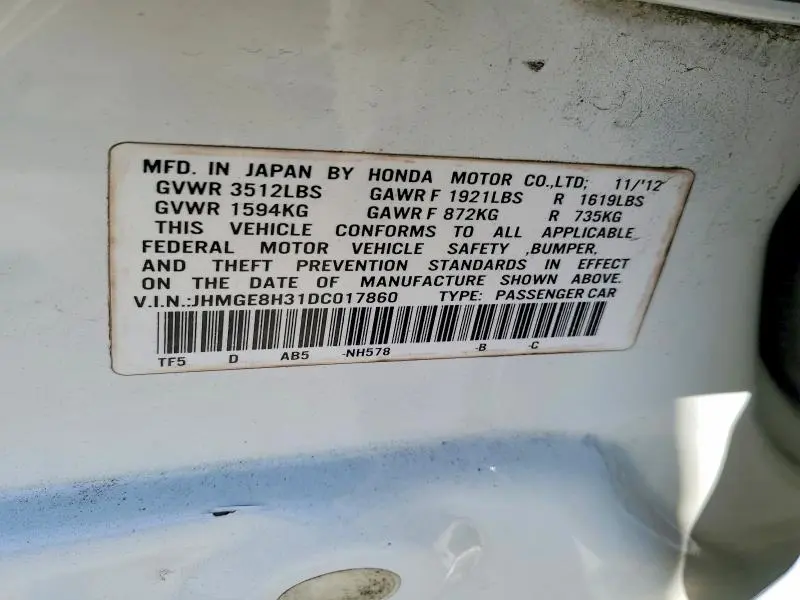 MFD. IN JAPAN BY HONDA MOTOR CO.,LTD; 11/'12
GVWR 3512LBS GAWR F 1921LBS R 1619LBS
GVWR 1594KG GAWR F 872KG R 735KG
THIS VEHICLE CONFORMS TO ALL APPLICABLE
FEDERAL MOTOR VEHICLE SAFETY ,BUMPER,
AND THEFT PREVENTION STANDARDS IN EFFECT
ON THE DATE OF MANUFACTURE SHOWN ABOVE.
V.I.N.:JHMGE8H31DC017860 TYPE: PASSENGER CAR
TF5 D AB5 -NH578 -B -C